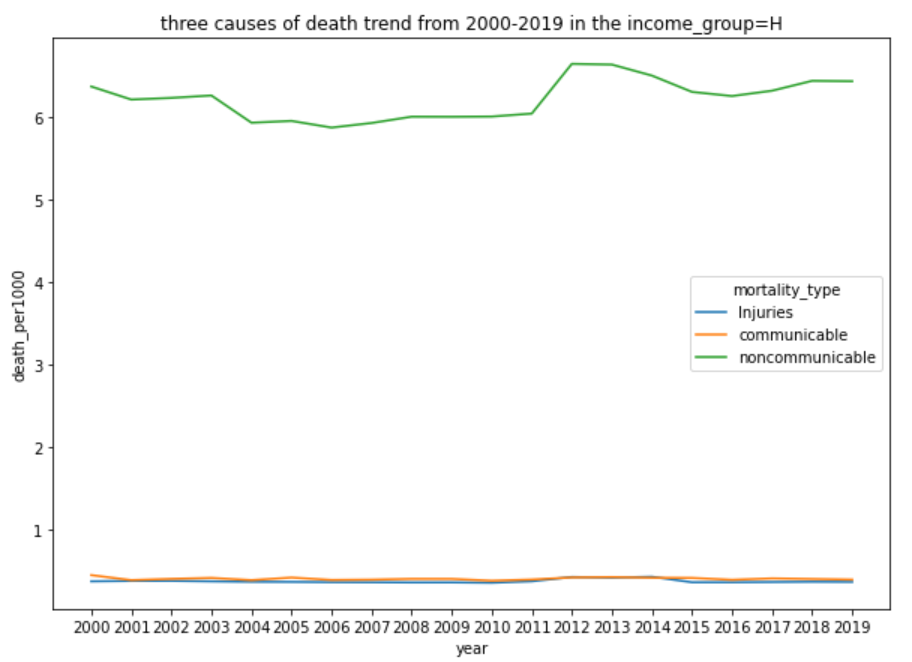 three causes of death trend from 2000-2019 in the income_group=H
6
5
4
3
2
1
death_per1000
mortality_type
Injuries
communicable
noncommunicable
2000 2001 2002 2003 2004 2005 2006 2007 2008 2009 2010 2011 2012 2013 2014 2015 2016 2017 2018 2019
year